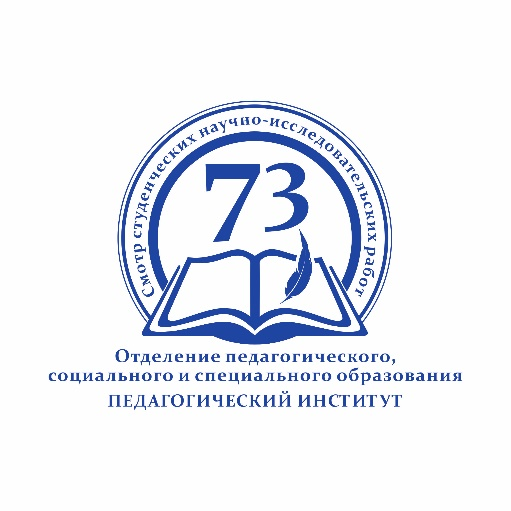 Смотр студенческих научно-исследовательских работ
73
Отделение педагогического,
социального и специального образования
ПЕДАГОГИЧЕСКИЙ ИНСТИТУТ